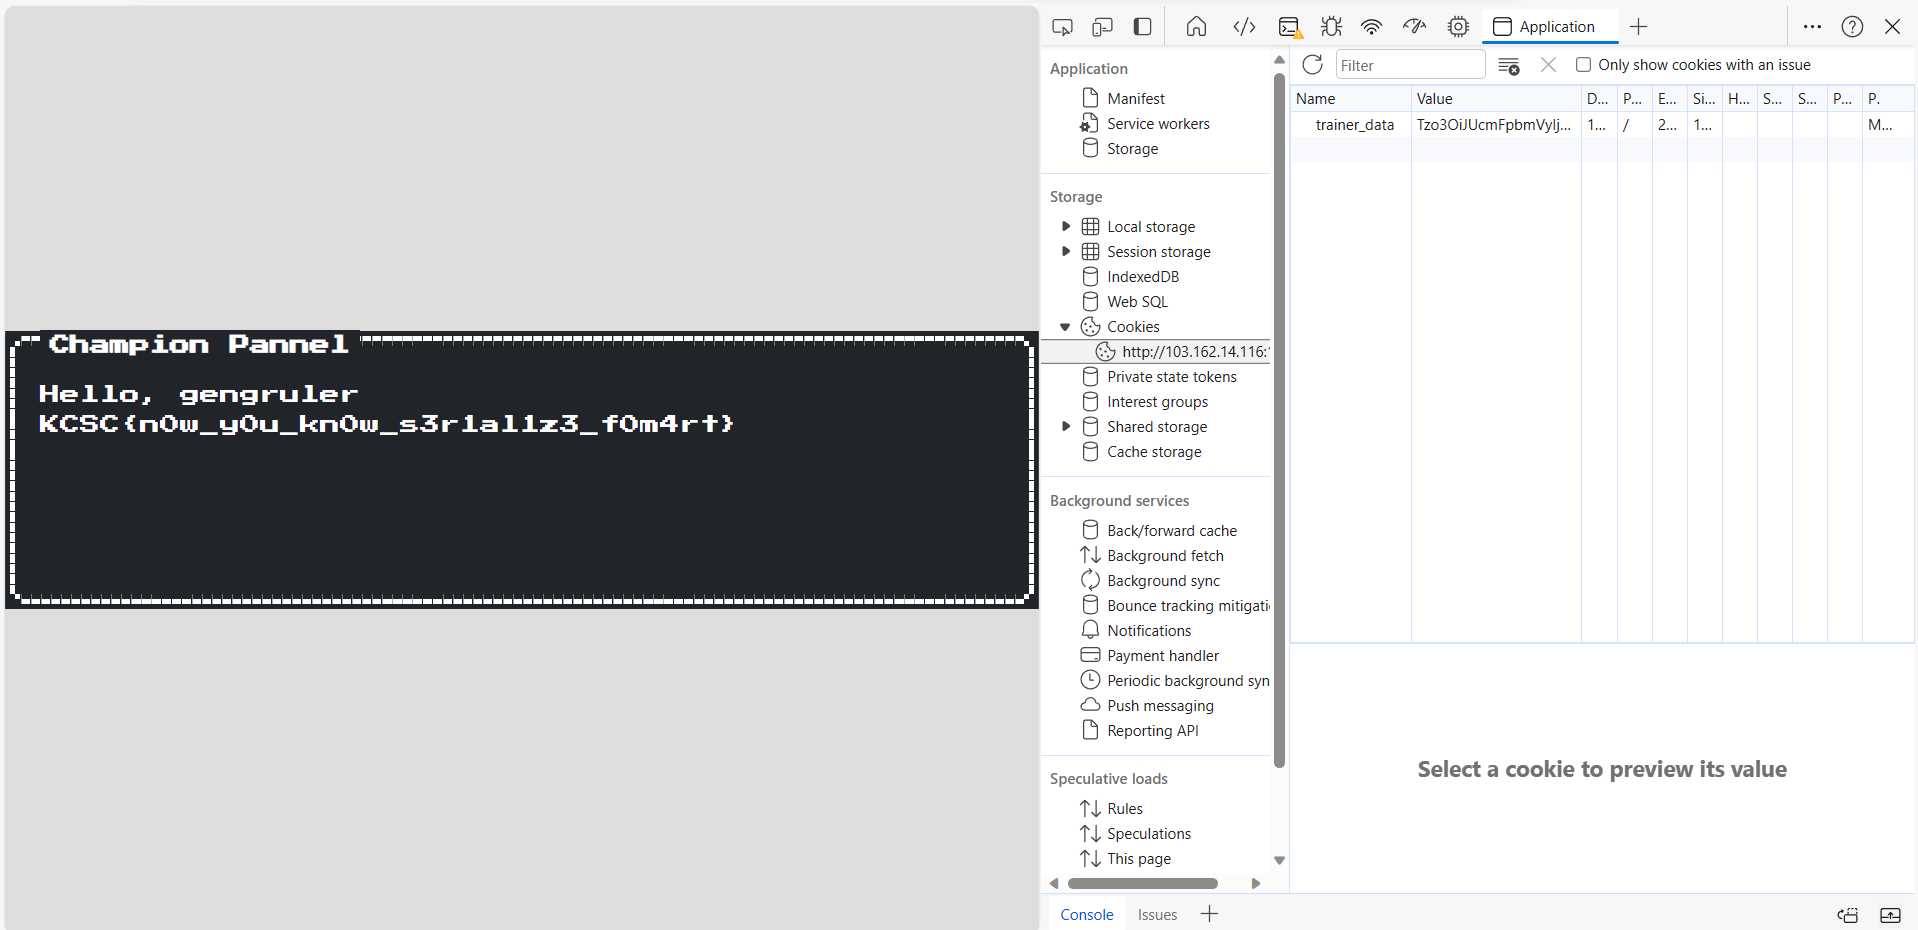 Champion Pannel
Hello, gengruler
KCSC{n0w_y0u_kn0w_s3r1al1z3_f0m4rt}
Application
Application
Manifest
Service workers
Storage
Storage
Local storage
Session storage
IndexedDB
Web SQL
Cookies
http://103.162.14.116:1
Private state tokens
Interest groups
Shared storage
Cache storage
Background services
Back/forward cache
Background fetch
Background sync
Bounce tracking mitigati
Notifications
Payment handler
Periodic background syn
Push messaging
Reporting API
Speculative loads
Rules
Speculations
This page
Filter
Only show cookies with an issue
Name Value D... P... E... Si... H... S... S... P... P.
trainer_data Tzo3OiJUcmFpbmVyIj... 1... / 2... 1... M...
Select a cookie to preview its value
Console Issues